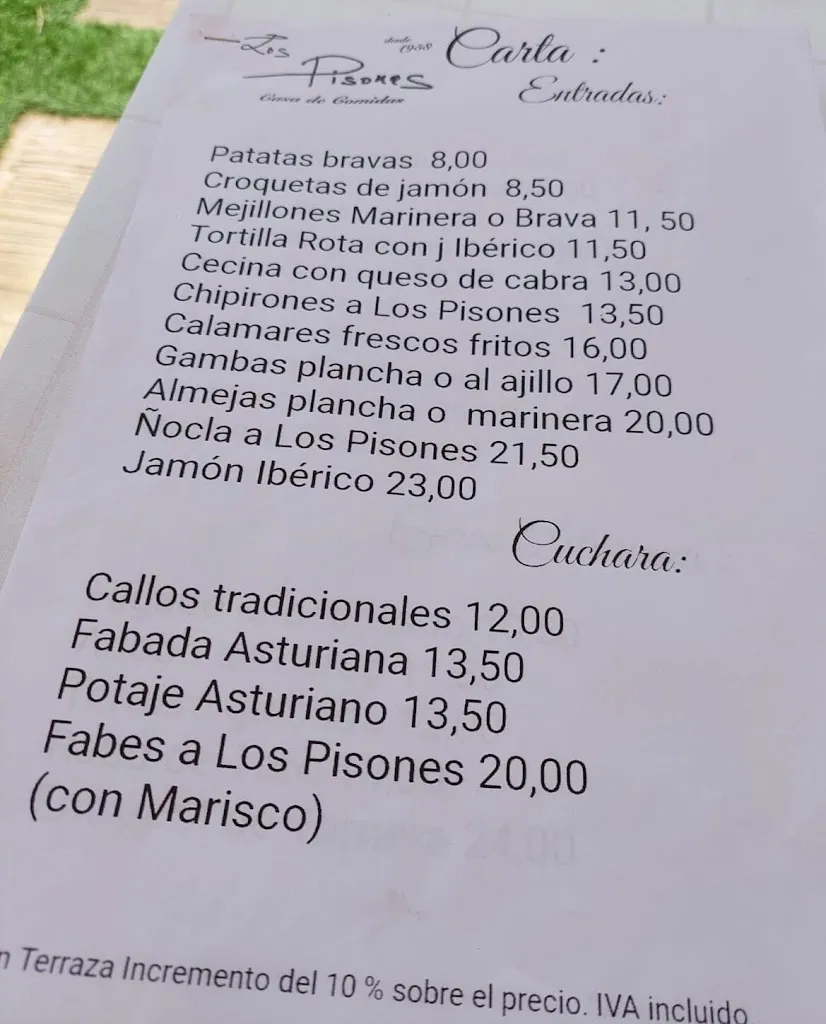 Los
Pisones
desde
1988
Casa de Comidas
Carta :
Entradas:
Patatas bravas 8,00
Croquetas de jamón 8,50
Mejillones Marinera o Brava 11, 50
Tortilla Rota con j Ibérico 11,50
Cecina con queso de cabra 13,00
Chipirones a Los Pisones 13,50
Calamares frescos fritos 16,00
Gambas plancha o al ajillo 17,00
Almejas plancha o marinera 20,00
Ñocla a Los Pisones 21,50
Jamón Ibérico 23,00
Cuchara:
Callos tradicionales 12,00
Fabada Asturiana 13,50
Potaje Asturiano 13,50
Fabes a Los Pisones 20,00
(con Marisco)
n Terraza Incremento del 10 % sobre el precio. IVA incluido